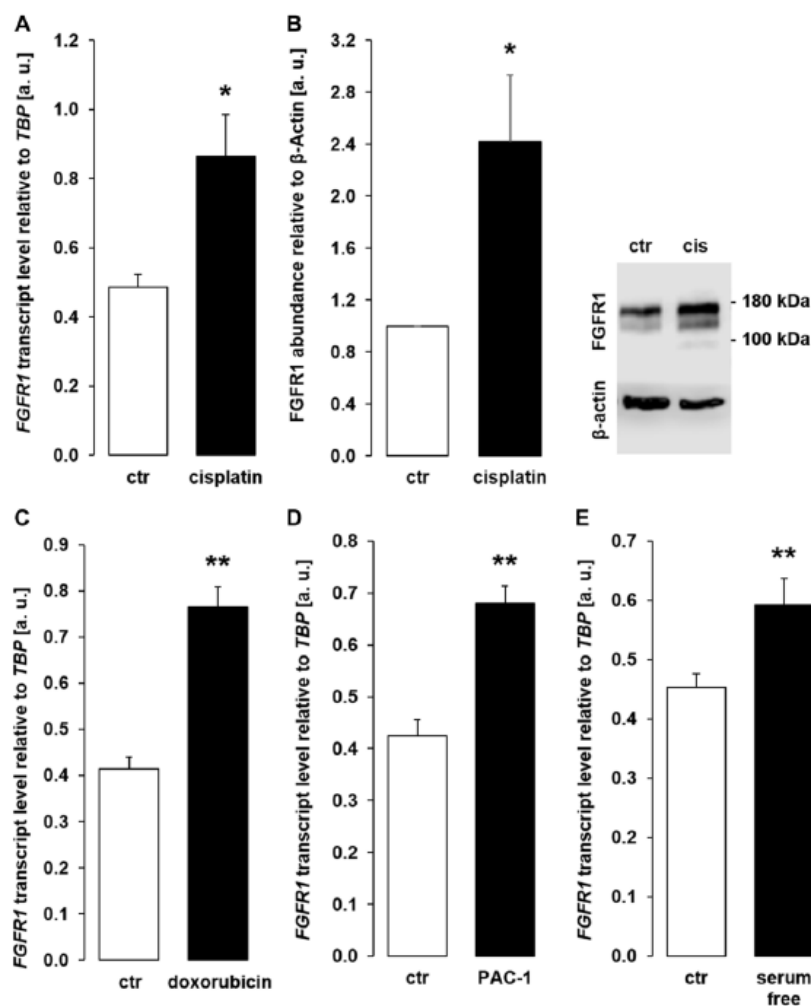 A
FGFR1 transcript level relative to TBP [a. u.]
1.2
1.0
0.8
0.6
0.4
0.2
0.0
*
ctr cisplatin
B
FGFR1 abundance relative to β-Actin [a. u.]
3.2
2.8
2.4
2.0
1.6
1.2
0.8
0.4
0.0
*
ctr cisplatin
ctr cis
FGFR1
- 180 kDa
- 100 kDa
β-actin
C
FGFR1 transcript level relative to TBP [a. u.]
0.9
0.8
0.7
0.6
0.5
0.4
0.3
0.2
0.1
0.0
**
ctr doxorubicin
D
FGFR1 transcript level relative to TBP [a. u.]
0.8
0.7
0.6
0.5
0.4
0.3
0.2
0.1
0.0
**
ctr PAC-1
E
FGFR1 transcript level relative to TBP [a. u.]
0.7
0.6
0.5
0.4
0.3
0.2
0.1
0.0
**
ctr serum
free